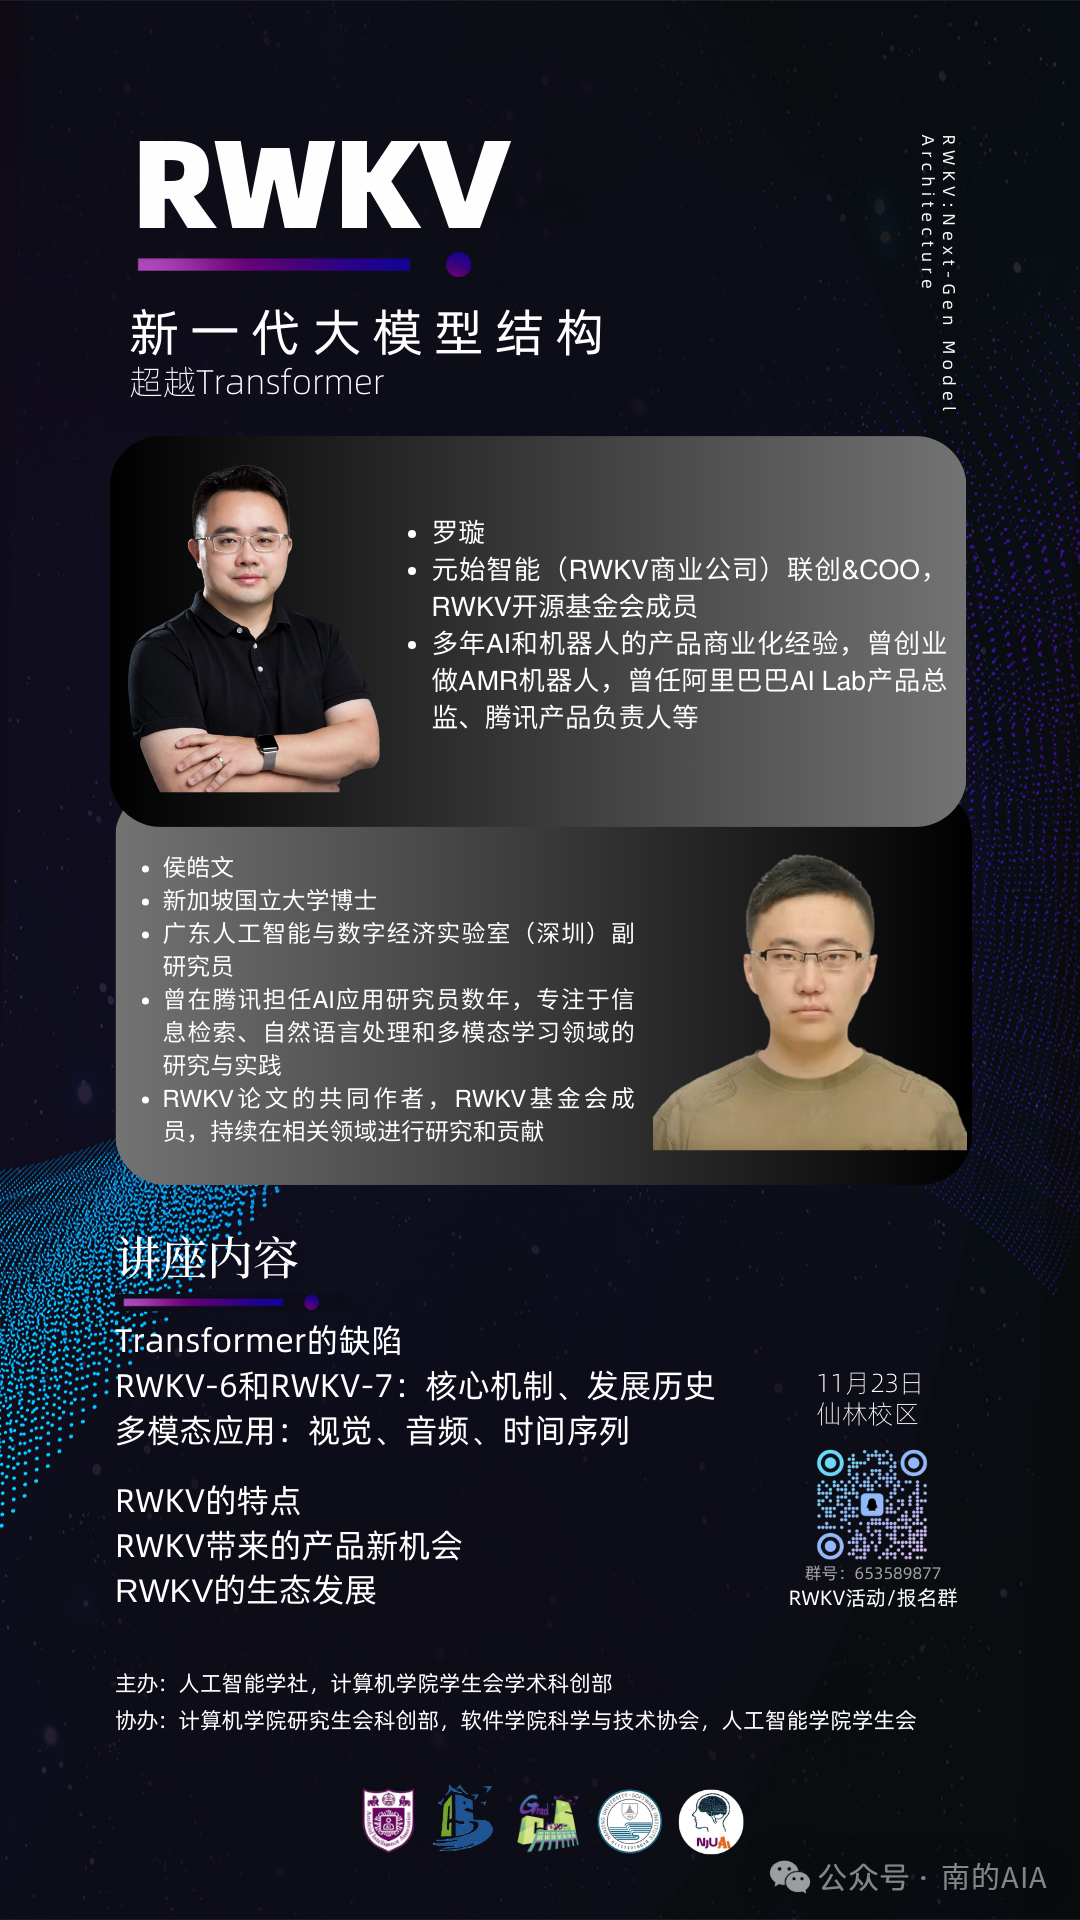 RWKV
RWKV:Next-Gen Model
Architecture
新一代大模型结构
超越Transformer
• 罗璇
• 元始智能（RWKV商业公司）联创&COO，
RWKV开源基金会成员
• 多年AI和机器人的产品商业化经验，曾创业
做AMR机器人，曾任阿里巴巴AI Lab产品总
监、腾讯产品负责人等
• 侯皓文
• 新加坡国立大学博士
• 广东人工智能与数字经济实验室（深圳）副
研究员
• 曾在腾讯担任AI应用研究员数年，专注于信
息检索、自然语言处理和多模态学习领域的
研究与实践
• RWKV论文的共同作者，RWKV基金会成
员，持续在相关领域进行研究和贡献
讲座内容
Transformer的缺陷
RWKV-6和RWKV-7：核心机制、发展历史
多模态应用：视觉、音频、时间序列
RWKV的特点
RWKV带来的产品新机会
RWKV的生态发展
11月23日
仙林校区
群号：653589877
RWKV活动/报名群
主办：人工智能学社，计算机学院学生会学术科创部
协办：计算机学院研究生会科创部，软件学院科学与技术协会，人工智能学院学生会
Grad
NJUAI
公众号 · 南的AIA